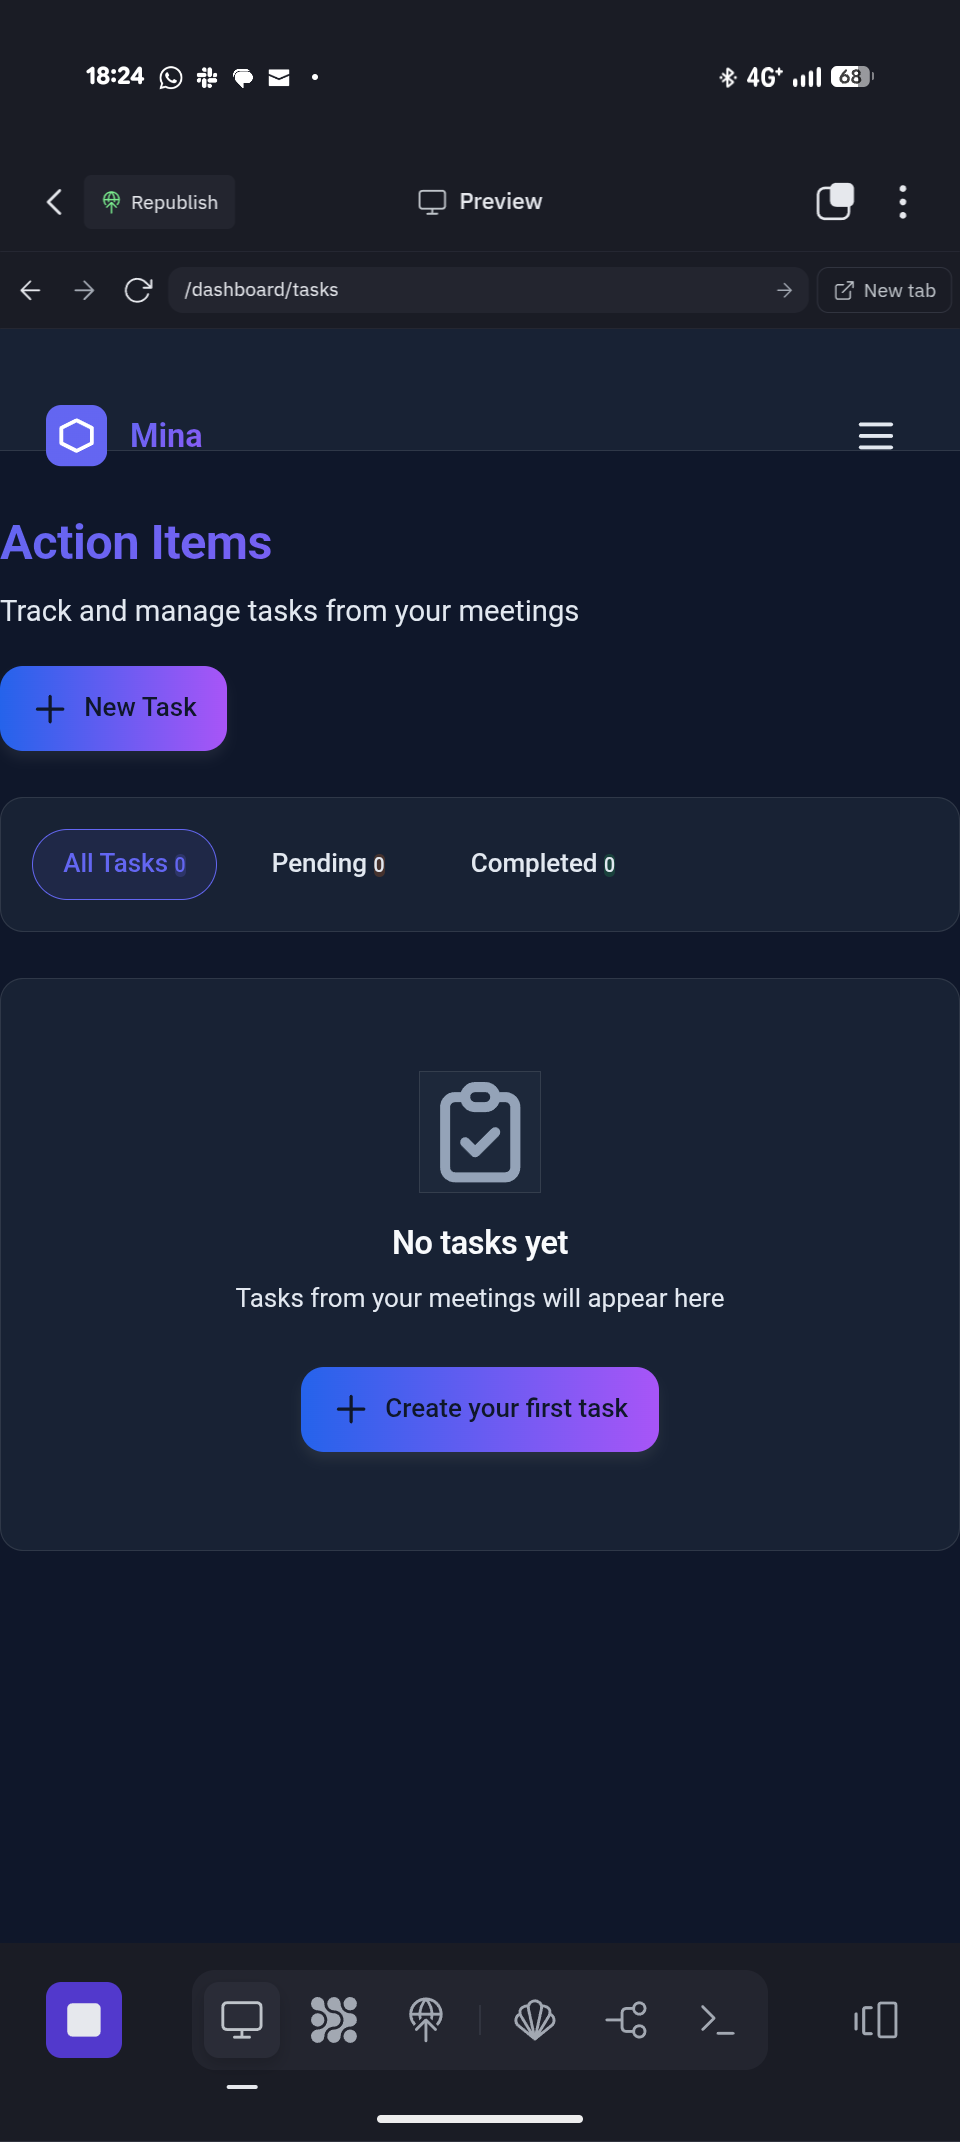 18:24
4G+
68
Republish
Preview
/dashboard/tasks
New tab
Mina
Action Items
Track and manage tasks from your meetings
New Task
All Tasks 0
Pending 0
Completed 0
No tasks yet
Tasks from your meetings will appear here
Create your first task